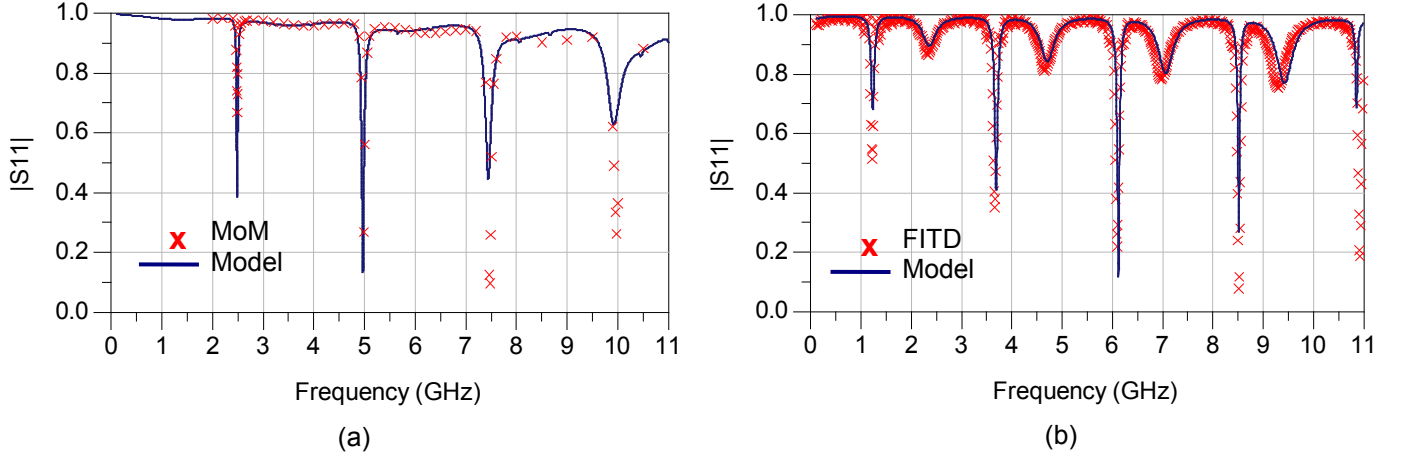 |S11|
1.0
0.8
0.6
0.4
0.2
0.0
x MoM
Model
0 1 2 3 4 5 6 7 8 9 10 11
Frequency (GHz)
(a)
|S11|
1.0
0.8
0.6
0.4
0.2
0.0
x FITD
Model
0 1 2 3 4 5 6 7 8 9 10 11
Frequency (GHz)
(b)